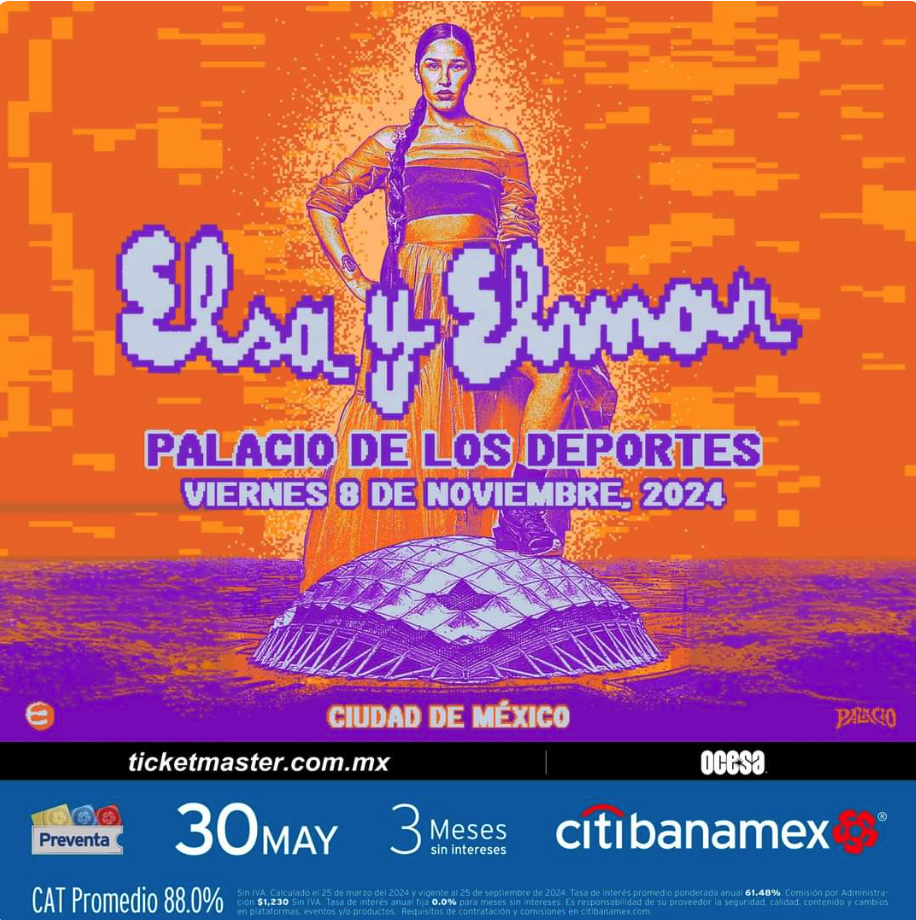 Elsa y Elmar
PALACIO DE LOS DEPORTES
VIERNES 8 DE NOVIEMBRE, 2024
CIUDAD DE MÉXICO
PALACIO
ticketmaster.com.mx
ocesa
Preventa
30 MAY
3 Meses
sin intereses
citibanamex®
CAT Promedio 88.0%
Sin IVA. Calculado el 25 de marzo del 2024 y vigente al 25 de septiembre de 2024. Tasa de interés promedio ponderada anual 61.48%. Comisión por Administra-
ción $1,230 Sin IVA. Tasa de interés anual fija 0.0% para meses sin intereses. Es responsabilidad de su proveedor la seguridad, calidad, contenido y cambios
en plataformas, eventos y/o productos. Requisitos de contratación y comisiones en citibanamex.com.